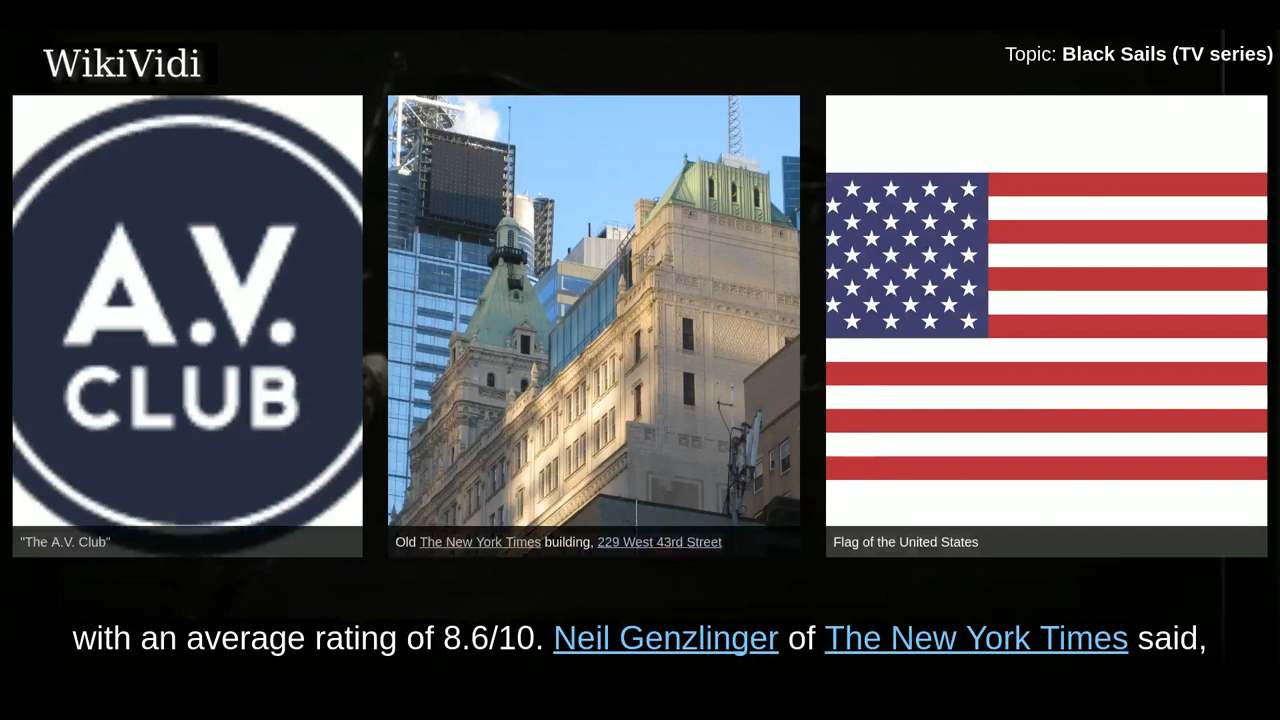 WikiVidi
Topic: Black Sails (TV series)
A.V.
CLUB
"The A.V. Club"
Old The New York Times building, 229 West 43rd Street
Flag of the United States
with an average rating of 8.6/10. Neil Genzlinger of The New York Times said,